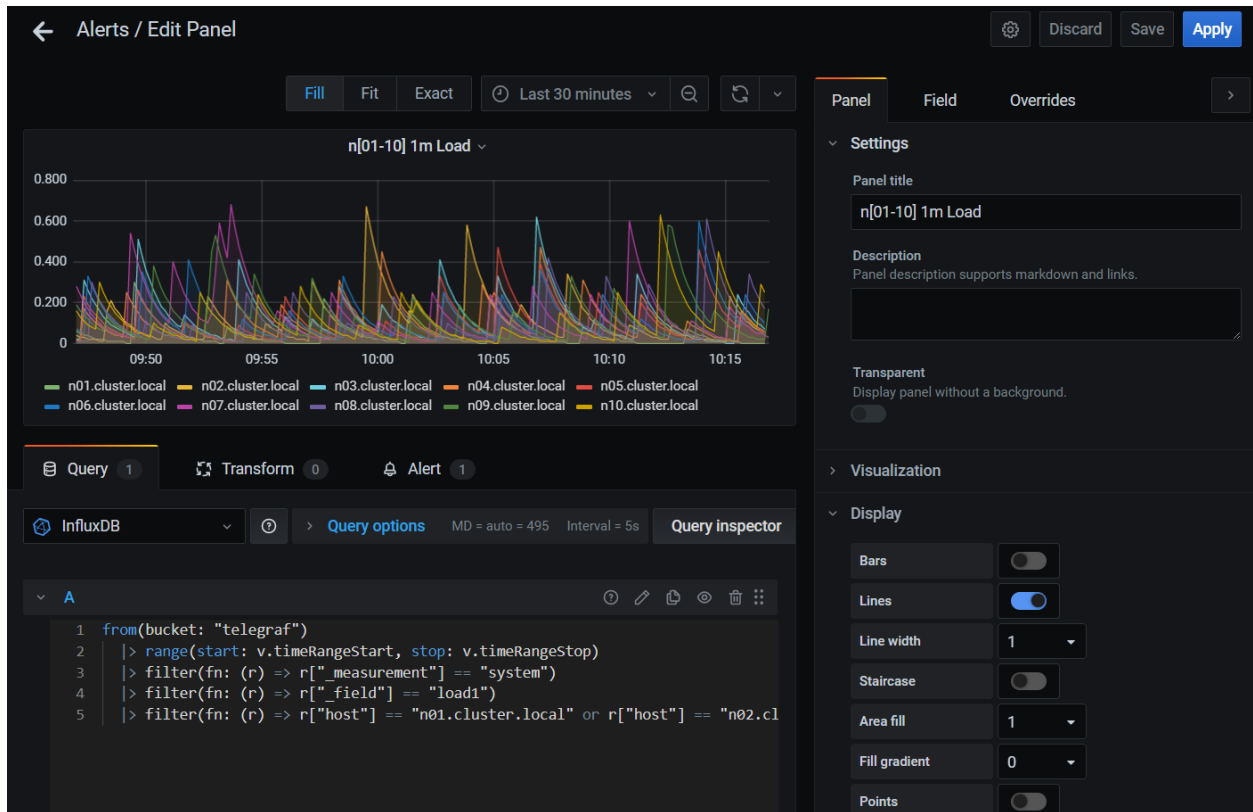 Alerts / Edit Panel
Discard Save Apply
Fill Fit Exact Last 30 minutes
Panel Field Overrides
n[01-10] 1m Load
0.800
0.600
0.400
0.200
0
09:50 09:55 10:00 10:05 10:10 10:15
n01.cluster.local n02.cluster.local n03.cluster.local n04.cluster.local n05.cluster.local
n06.cluster.local n07.cluster.local n08.cluster.local n09.cluster.local n10.cluster.local
Query 1 Transform 0 Alert 1
InfluxDB Query options MD = auto = 495 Interval = 5s Query inspector
A
1 from(bucket: "telegraf")
2 |> range(start: v.timeRangeStart, stop: v.timeRangeStop)
3 |> filter(fn: (r) => r["_measurement"] == "system")
4 |> filter(fn: (r) => r["_field"] == "load1")
5 |> filter(fn: (r) => r["host"] == "n01.cluster.local" or r["host"] == "n02.cl
Settings
Panel title
n[01-10] 1m Load
Description
Panel description supports markdown and links.
Transparent
Display panel without a background.
Visualization
Display
Bars
Lines
Line width 1
Staircase
Area fill 1
Fill gradient 0
Points